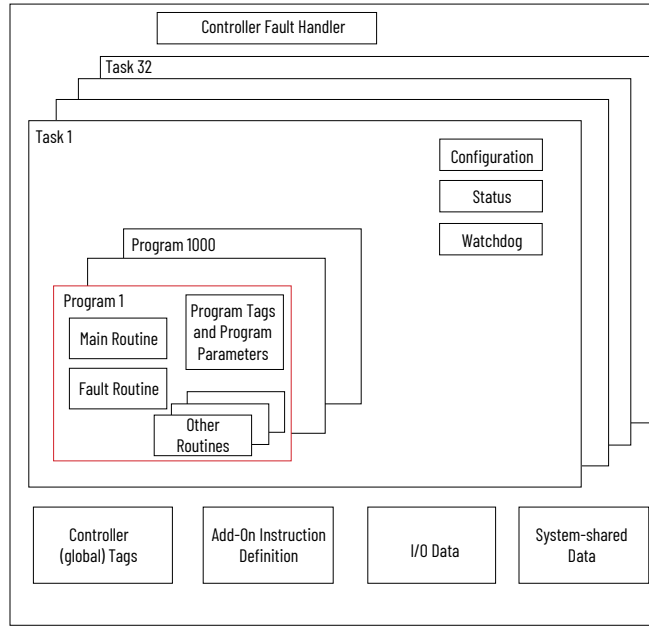 Controller Fault Handler
Task 32
Task 1
Configuration
Status
Watchdog
Program 1000
Program 1
Program Tags
and Program
Parameters
Main Routine
Fault Routine
Other
Routines
Controller
(global) Tags
Add-On Instruction
Definition
I/O Data
System-shared
Data